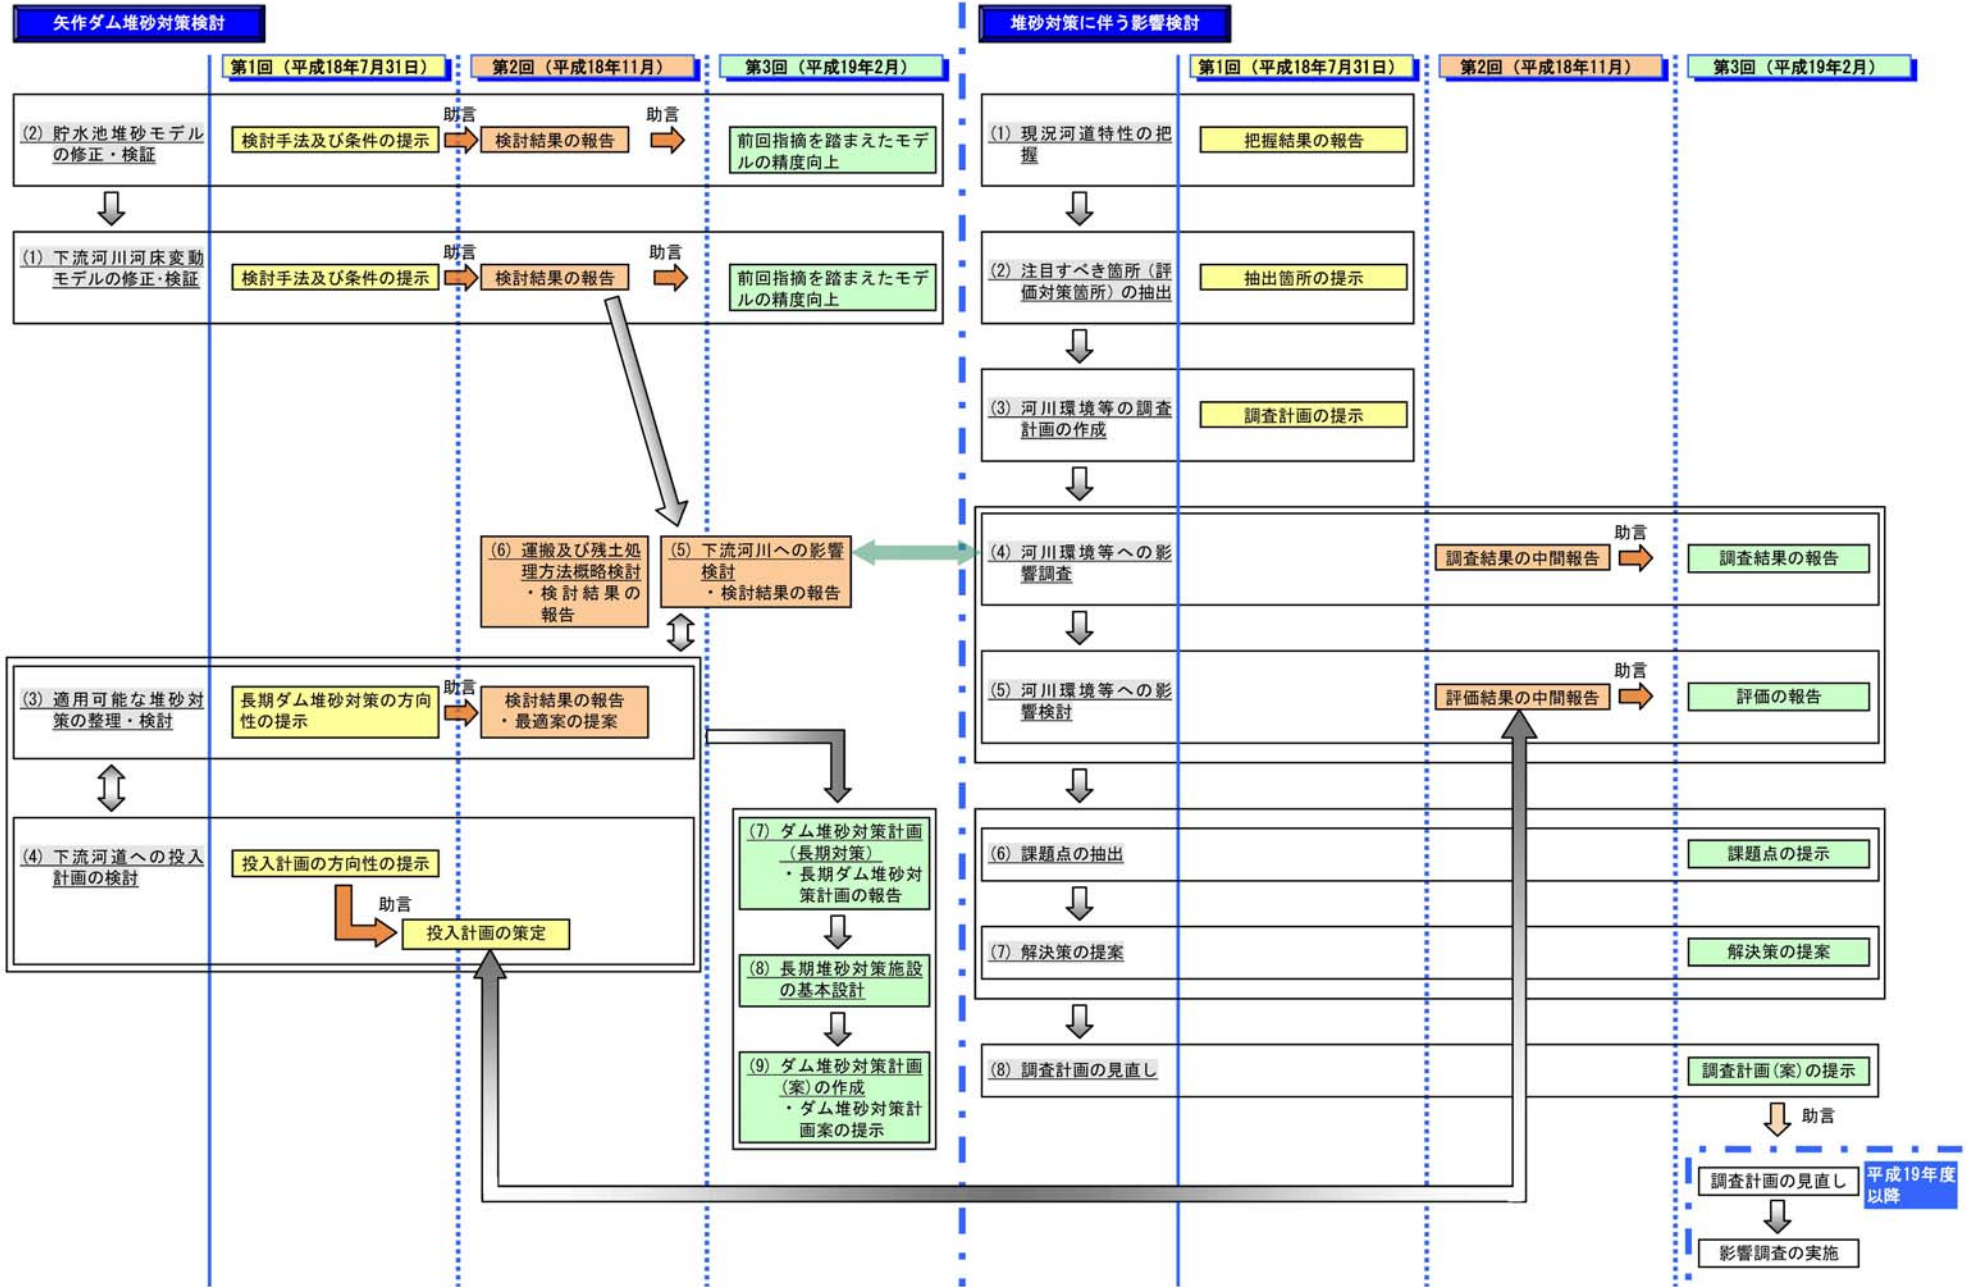 矢作ダム堆砂対策検討
第1回（平成18年7月31日）
第2回（平成18年11月）
第3回（平成19年2月）
(2) 貯水池堆砂モデル
の修正・検証
検討手法及び条件の提示
助言
検討結果の報告
助言
前回指摘を踏まえたモデ
ルの精度向上
(1) 下流河川河床変動
モデルの修正・検証
検討手法及び条件の提示
助言
検討結果の報告
助言
前回指摘を踏まえたモデ
ルの精度向上
(6) 運搬及び残土処
理方法概略検討
・検討結果の
報告
(5) 下流河川への影響
検討
・検討結果の報告
(3) 適用可能な堆砂対
策の整理・検討
長期ダム堆砂対策の方向
性の提示
助言
検討結果の報告
・最適案の提案
(4) 下流河道への投入
計画の検討
投入計画の方向性の提示
助言
投入計画の策定
(7) ダム堆砂対策計画
（長期対策）
・長期ダム堆砂対
策計画の報告
(8) 長期堆砂対策施設
の基本設計
(9) ダム堆砂対策計画
(案)の作成
・ダム堆砂対策計
画案の提示
堆砂対策に伴う影響検討
第1回（平成18年7月31日）
第2回（平成18年11月）
第3回（平成19年2月）
(1) 現況河道特性の把
握
把握結果の報告
(2) 注目すべき箇所（評
価対策箇所）の抽出
抽出箇所の提示
(3) 河川環境等の調査
計画の作成
調査計画の提示
(4) 河川環境等への影
響調査
調査結果の中間報告
助言
調査結果の報告
(5) 河川環境等への影
響検討
評価結果の中間報告
助言
評価の報告
(6) 課題点の抽出
課題点の提示
(7) 解決策の提案
解決策の提案
(8) 調査計画の見直し
調査計画(案)の提示
助言
調査計画の見直し
平成19年度
以降
影響調査の実施